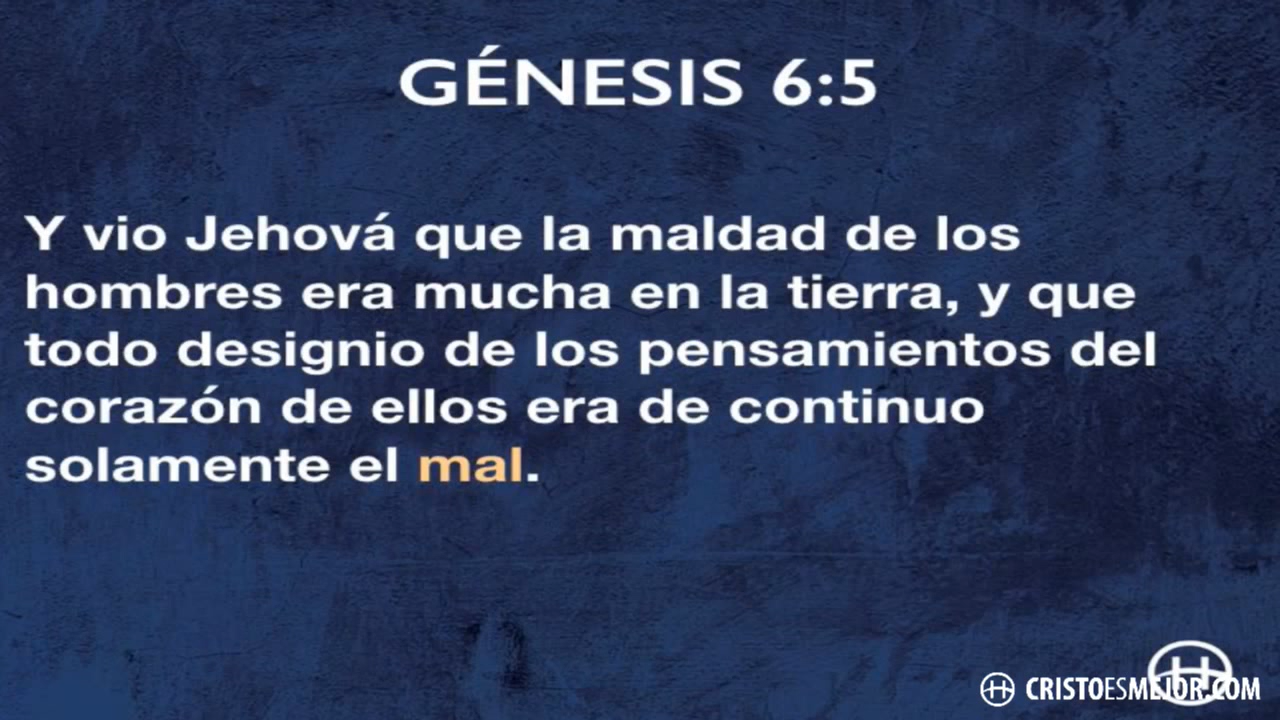 GÉNESIS 6:5
Y vio Jehová que la maldad de los
hombres era mucha en la tierra, y que
todo designio de los pensamientos del
corazón de ellos era de continuo
solamente el mal.
CRISTOESMEJOR.COM